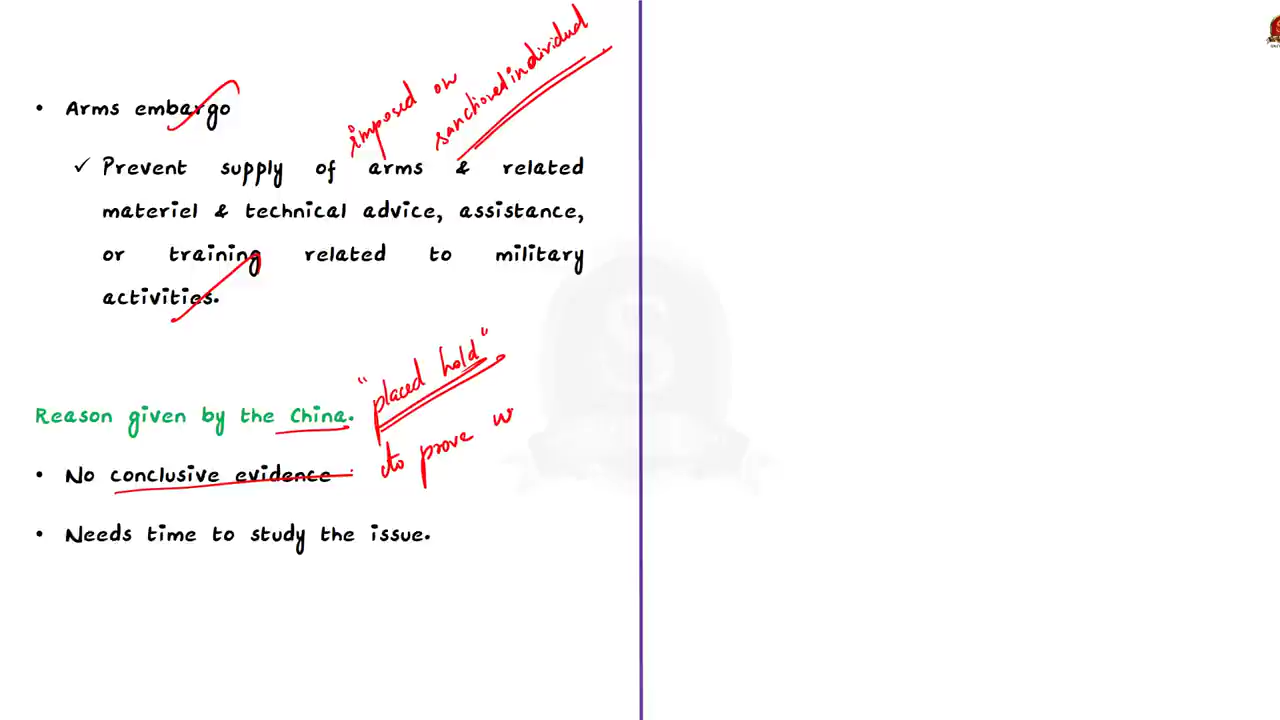 • Arms embargo
imposed on
sanctioned individual
✓ Prevent supply of arms & related
materiel & technical advice, assistance,
or training related to military
activities.
"placed hold"
Reason given by the China.
to prove w
• No conclusive evidence
• Needs time to study the issue.